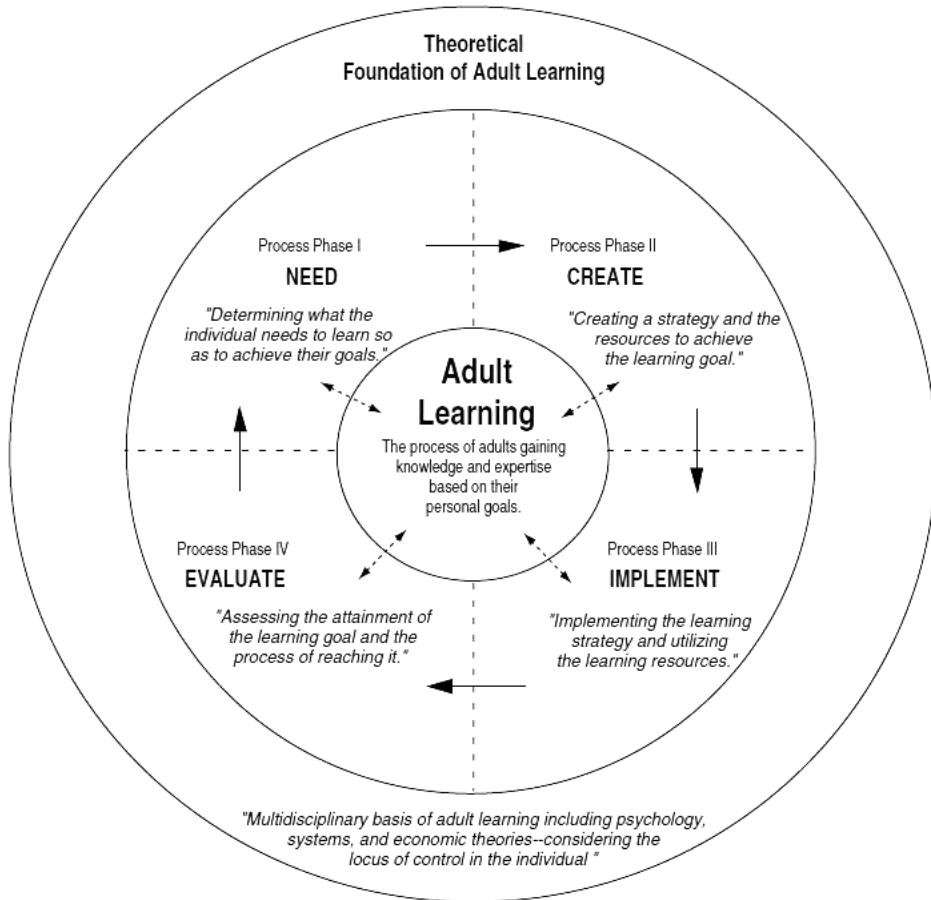 Theoretical
Foundation of Adult Learning
Process Phase I
NEED
"Determining what the
individual needs to learn so
as to achieve their goals."
Process Phase II
CREATE
"Creating a strategy and the
resources to achieve
the learning goal."
Adult
Learning
The process of adults gaining
knowledge and expertise
based on their
personal goals.
Process Phase IV
EVALUATE
"Assessing the attainment of
the learning goal and the
process of reaching it."
Process Phase III
IMPLEMENT
"Implementing the learning
strategy and utilizing
the learning resources."
"Multidisciplinary basis of adult learning including psychology,
systems, and economic theories--considering the
locus of control in the individual "